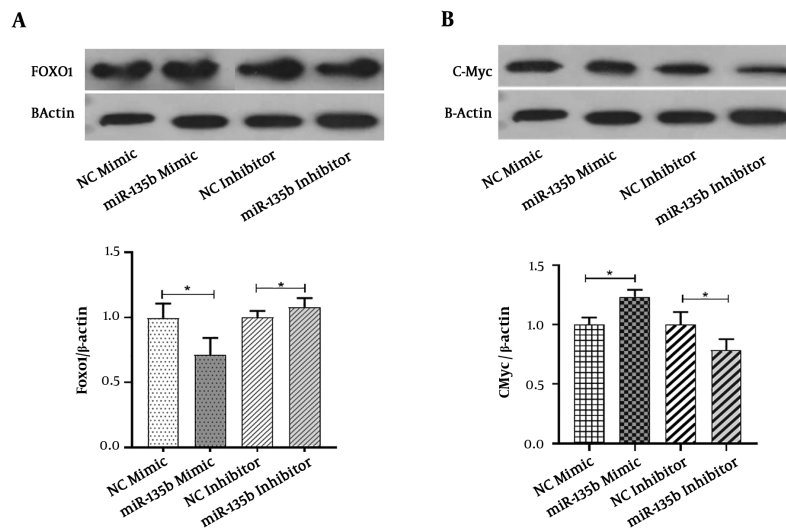 A
FOXO1
BActin
NC Mimic
miR-135b Mimic
NC Inhibitor
miR-135b Inhibitor
1.5
1.0
0.5
0.0
Foxo1/β-actin
*
*
NC Mimic
miR-135b Mimic
NC Inhibitor
miR-135b Inhibitor
B
C-Myc
B-Actin
NC Mimic
miR-135b Mimic
NC Inhibitor
miR-135b Inhibitor
1.5
1.0
0.5
0.0
CMyc / β-actin
*
*
NC Mimic
miR-135b Mimic
NC Inhibitor
miR-135b Inhibitor